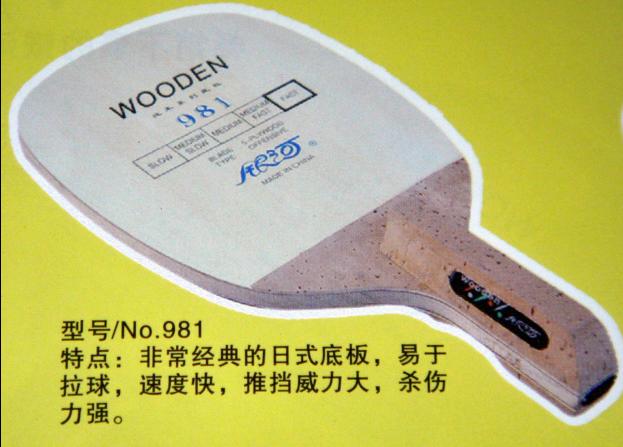 WOODEN
981
SLOW
MEDIUM SLOW
MEDIUM
MEDIUM FAST
FAST
BLADE TYPE
5-PLYWOOD OFFENSIVE
®
MADE IN CHINA
WOODEN
型号/No.981
特点：非常经典的日式底板，易于
拉球，速度快，推挡威力大，杀伤
力强。